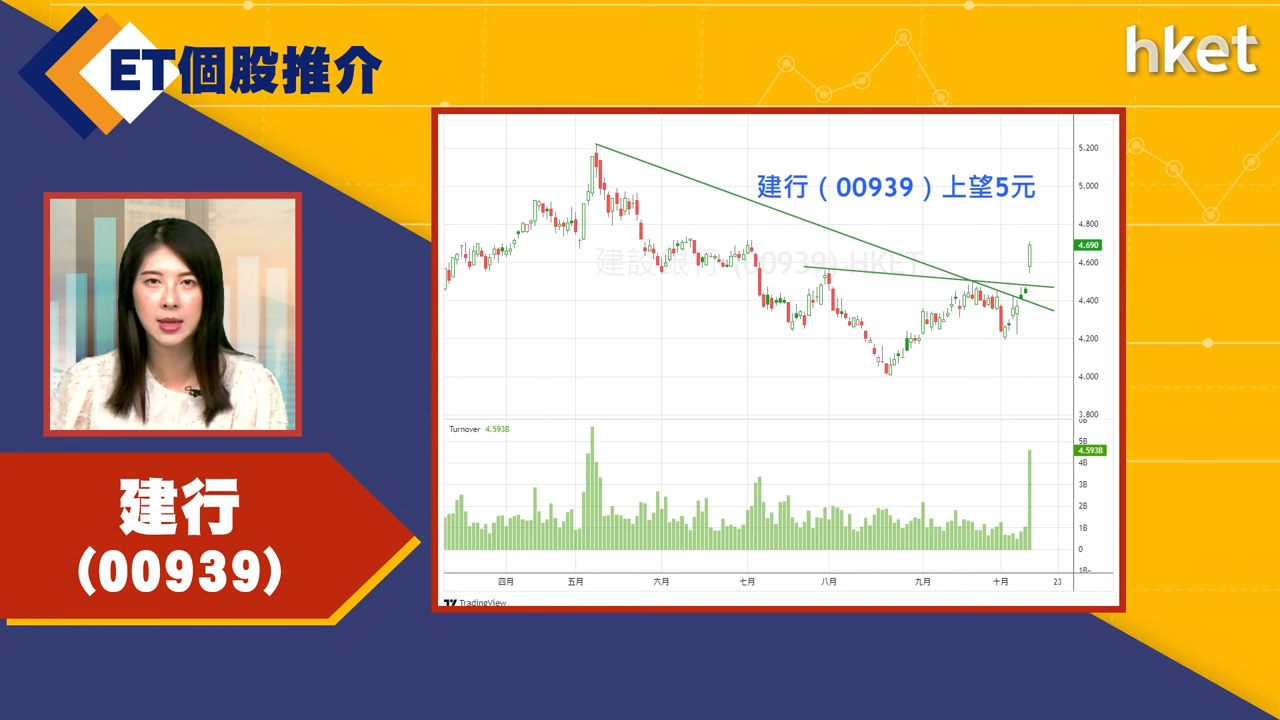 ET個股推介
hket
建行（00939）上望5元
建設銀行 (00939) HKET
5.200
5.000
4.800
4.690
4.600
4.400
4.200
4.000
3.800
Turnover 4.593B
5B
4.593B
4B
3B
2B
1B
0
四月 五月 六月 七月 八月 九月 十月 23
TradingView
建行
(00939)